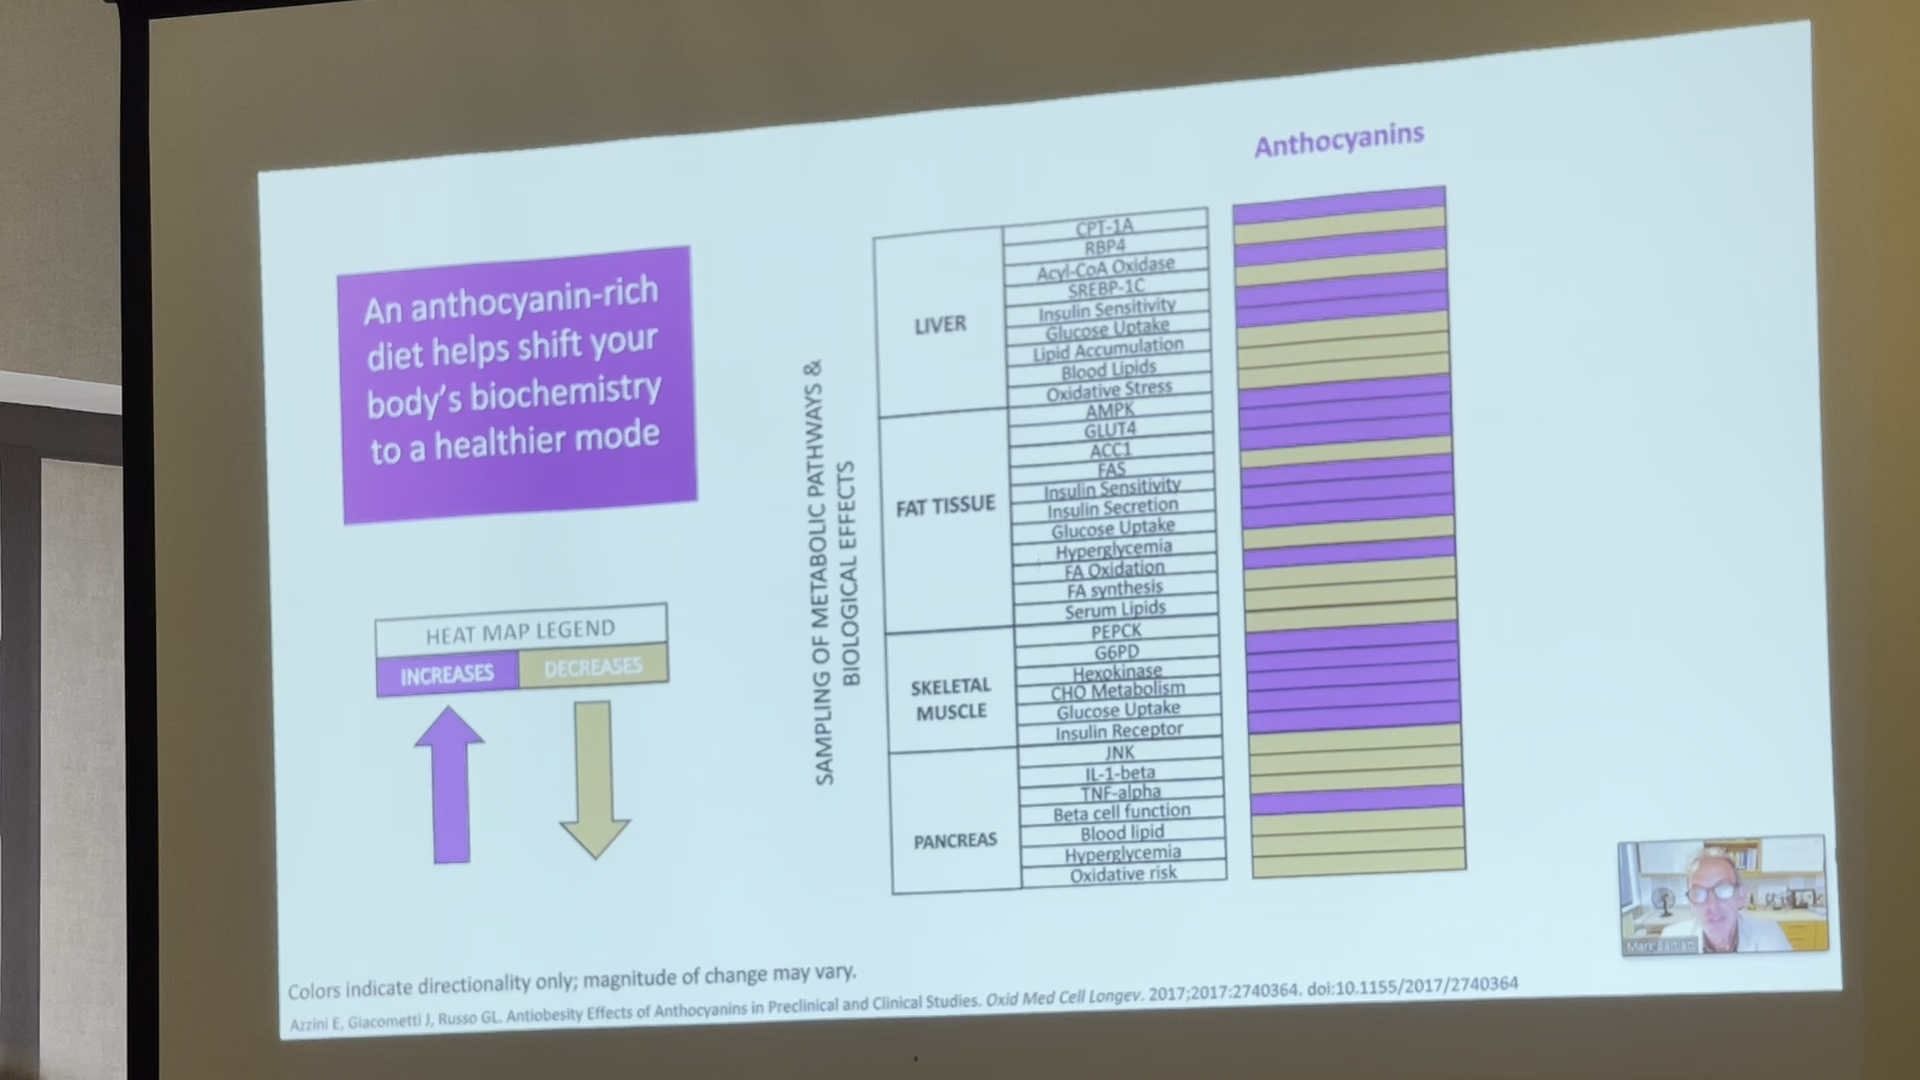 Anthocyanins
An anthocyanin-rich
diet helps shift your
body's biochemistry
to a healthier mode
HEAT MAP LEGEND
INCREASES
DECREASES
SAMPLING OF METABOLIC PATHWAYS &
BIOLOGICAL EFFECTS
LIVER
CPT-1A
RBP4
Acyl-CoA Oxidase
SREBP-1C
Insulin Sensitivity
Glucose Uptake
Lipid Accumulation
Blood Lipids
Oxidative Stress
FAT TISSUE
AMPK
GLUT4
ACC1
FAS
Insulin Sensitivity
Insulin Secretion
Glucose Uptake
Hyperglycemia
FA Oxidation
FA synthesis
Serum Lipids
SKELETAL
MUSCLE
PEPCK
G6PD
Hexokinase
CHO Metabolism
Glucose Uptake
Insulin Receptor
PANCREAS
JNK
IL-1-beta
TNF-alpha
Beta cell function
Blood lipid
Hyperglycemia
Oxidative risk
Mark
Colors indicate directionality only; magnitude of change may vary.
Azzini E, Giacometti J, Russo GL. Antiobesity Effects of Anthocyanins in Preclinical and Clinical Studies. Oxid Med Cell Longev. 2017;2017:2740364. doi:10.1155/2017/2740364